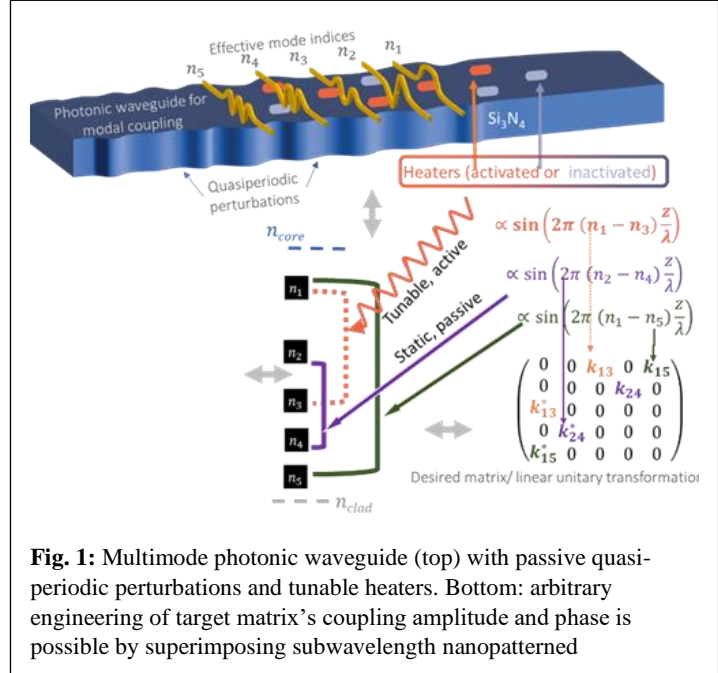 Effective mode indices
n₅ n₄ n₃ n₂ n₁
Photonic waveguide for
modal coupling
Si₃N₄
Quasiperiodic
perturbations
Heaters (activated or inactivated)
n_core
n₁
n₂
n₃
n₄
n₅
n_clad
Tunable, active
Static, passive
∝ sin(2π (n₁ − n₃) z/λ)
∝ sin(2π (n₂ − n₄) z/λ)
∝ sin(2π (n₁ − n₅) z/λ)
0 0 k₁₃ 0 k₁₅
0 0 0 k₂₄ 0
k*₁₃ 0 0 0 0
0 k*₂₄ 0 0 0
k*₁₅ 0 0 0 0
Desired matrix/ linear unitary transformation
Fig. 1: Multimode photonic waveguide (top) with passive quasi-
periodic perturbations and tunable heaters. Bottom: arbitrary
engineering of target matrix's coupling amplitude and phase is
possible by superimposing subwavelength nanopatterned